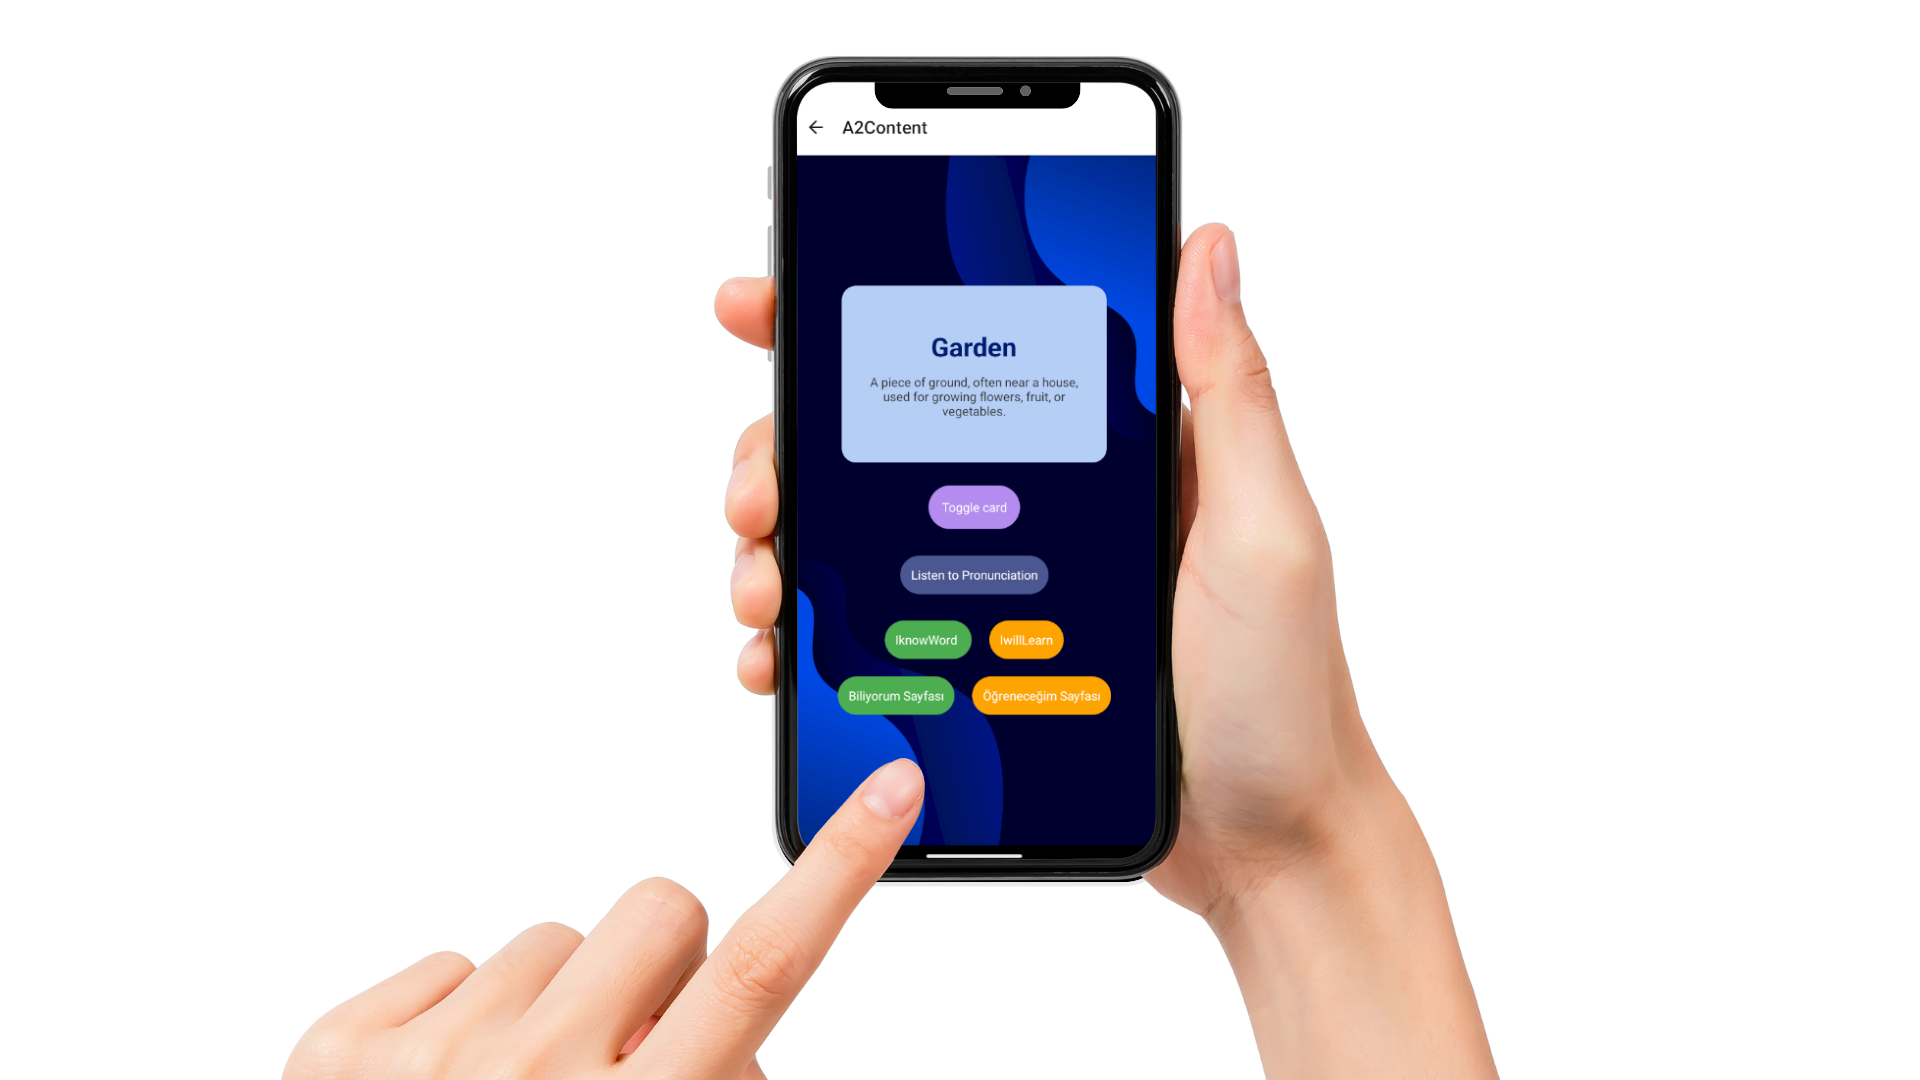 A2Content
Garden
A piece of ground, often near a house,
used for growing flowers, fruit, or
vegetables.
Toggle card
Listen to Pronunciation
IknowWord
IwillLearn
Biliyorum Sayfası
Öğreneceğim Sayfası